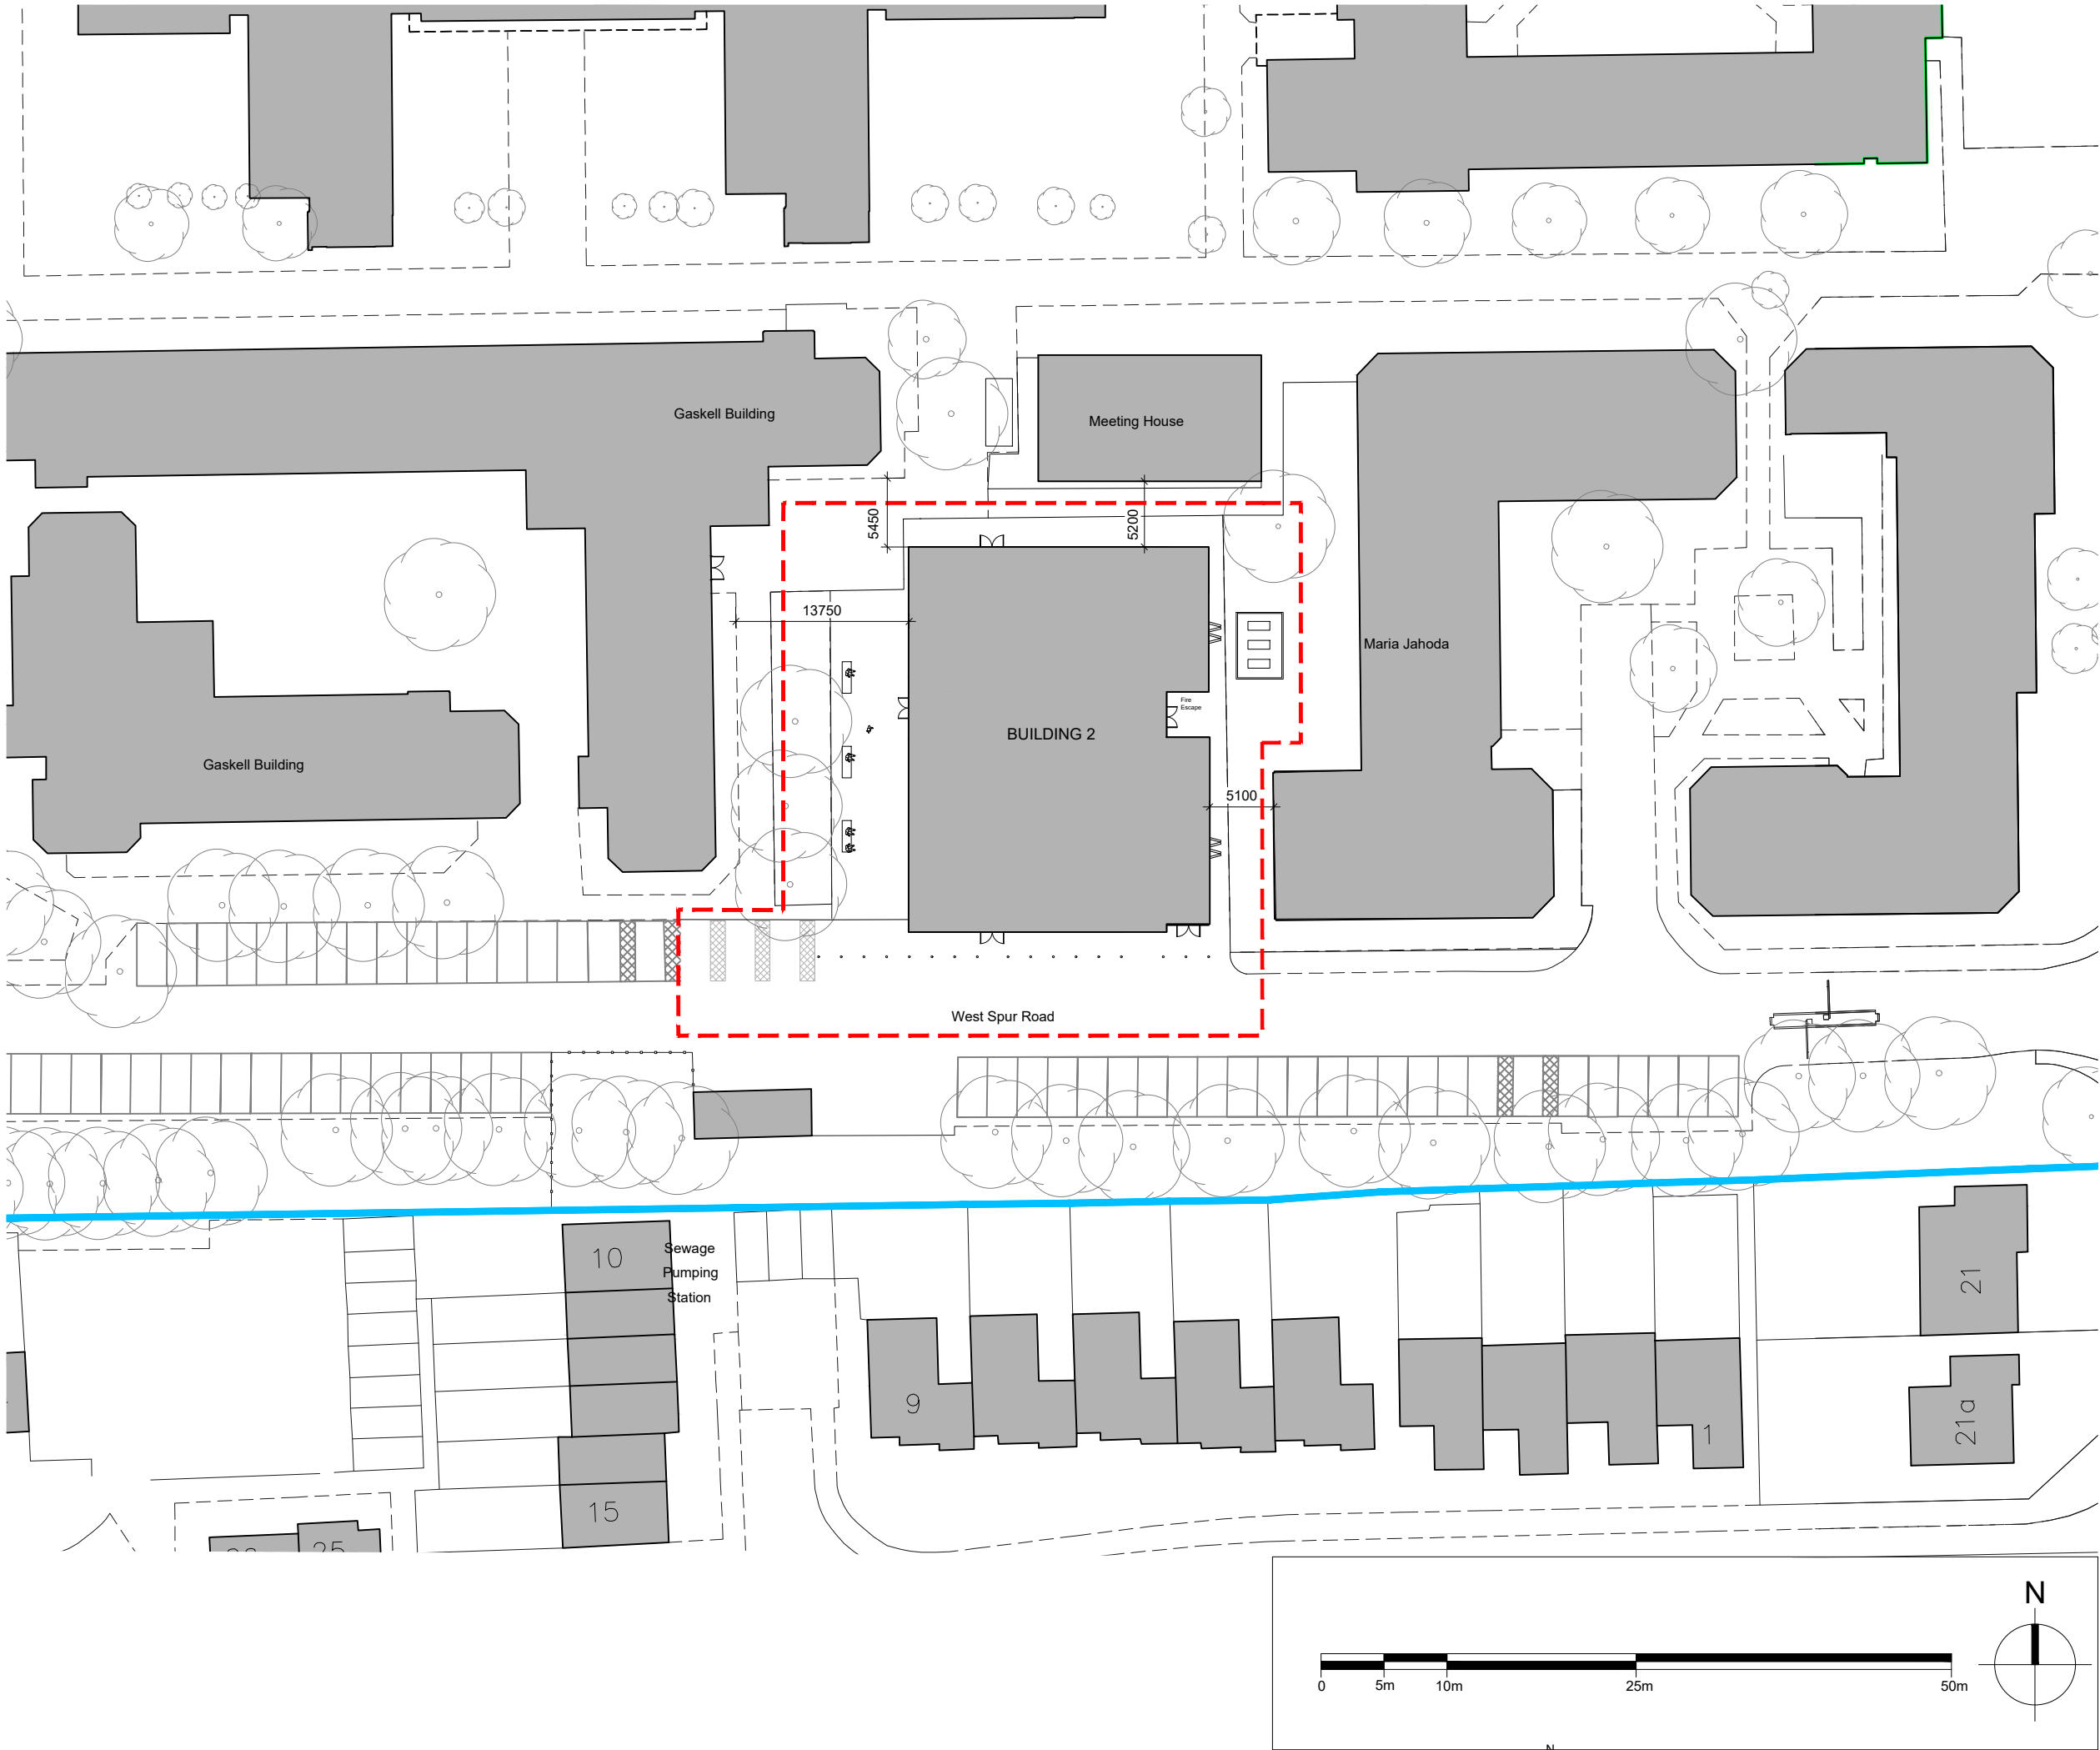 Gaskell Building
Meeting House
5450
5200
13750
Maria Jahoda
Fire
Escape
BUILDING 2
Gaskell Building
5100
West Spur Road
10
Sewage
Pumping
Station
21
9
1
21a
15
25
N
0
5m
10m
25m
50m
N